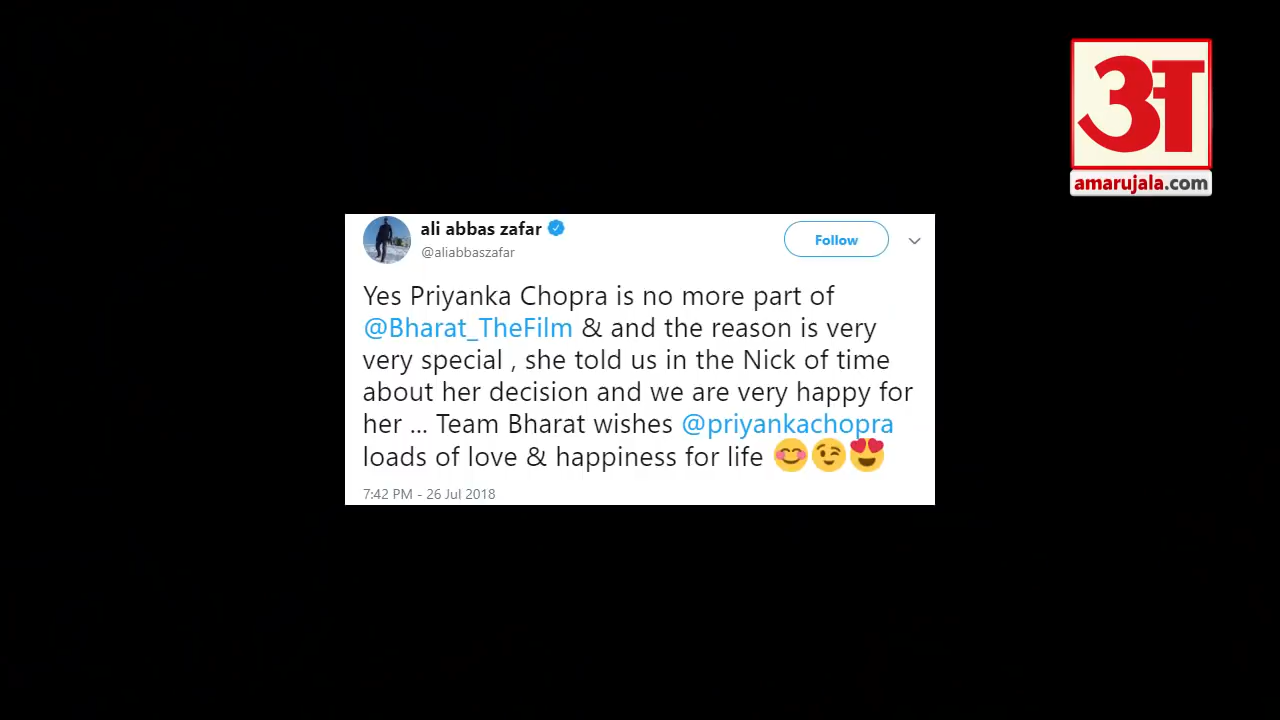 अ
amarujala.com
ali abbas zafar
Follow
@aliabbaszafar
Yes Priyanka Chopra is no more part of
@Bharat_TheFilm & and the reason is very
very special , she told us in the Nick of time
about her decision and we are very happy for
her ... Team Bharat wishes @priyankachopra
loads of love & happiness for life 😊😉😍
7:42 PM - 26 Jul 2018